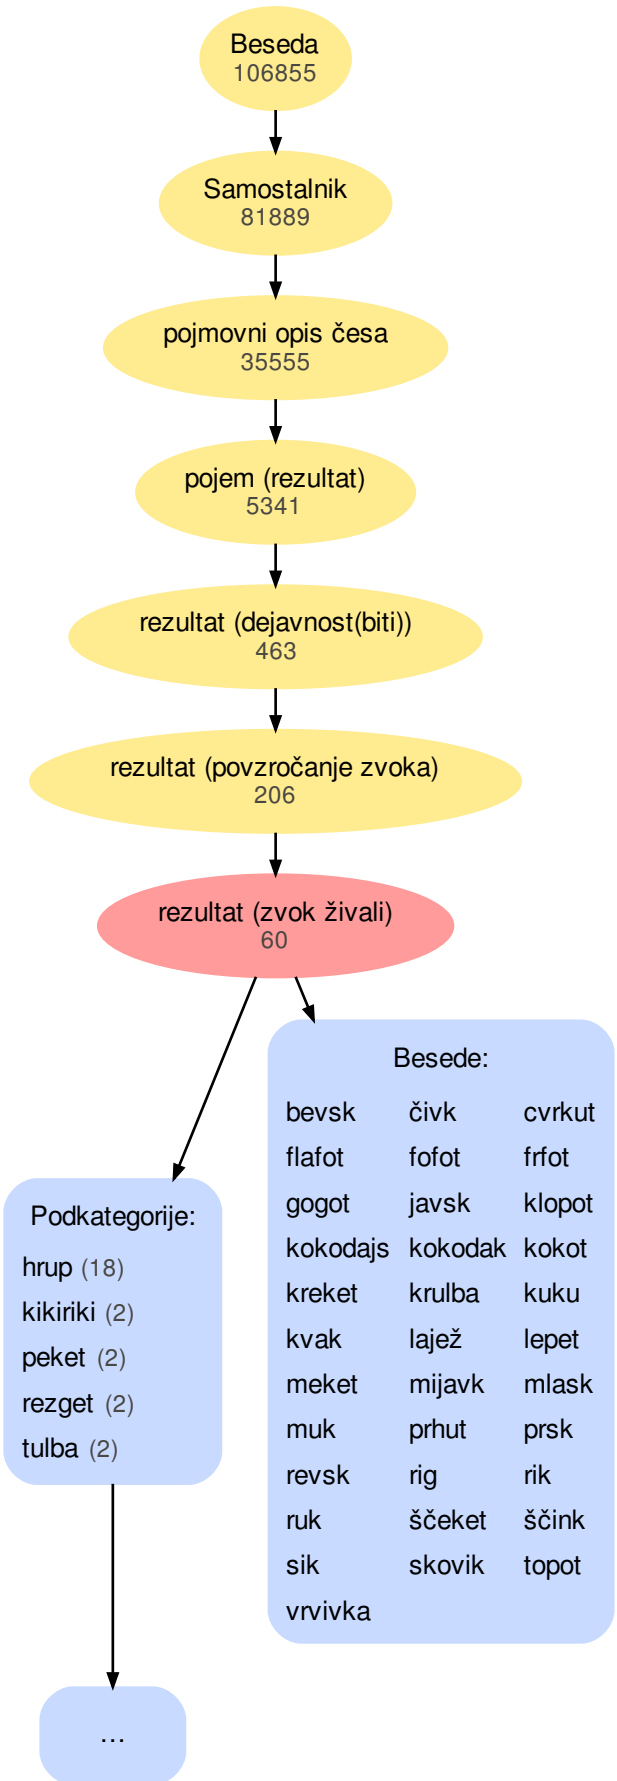 Beseda
106855
Samostalnik
81889
pojmovni opis česa
35555
pojem (rezultat)
5341
rezultat (dejavnost(biti))
463
rezultat (povzročanje zvoka)
206
rezultat (zvok živali)
60
Podkategorije:
hrup (18)
kikiriki (2)
peket (2)
rezget (2)
tulba (2)
...
Besede:
bevsk čivk cvrkut
flafot fofot frfot
gogot javsk klopot
kokodajs kokodak kokot
kreket krulba kuku
kvak lajež lepet
meket mijavk mlask
muk prhut prsk
revsk rig rik
ruk ščeket ščink
sik skovik topot
vrvivka